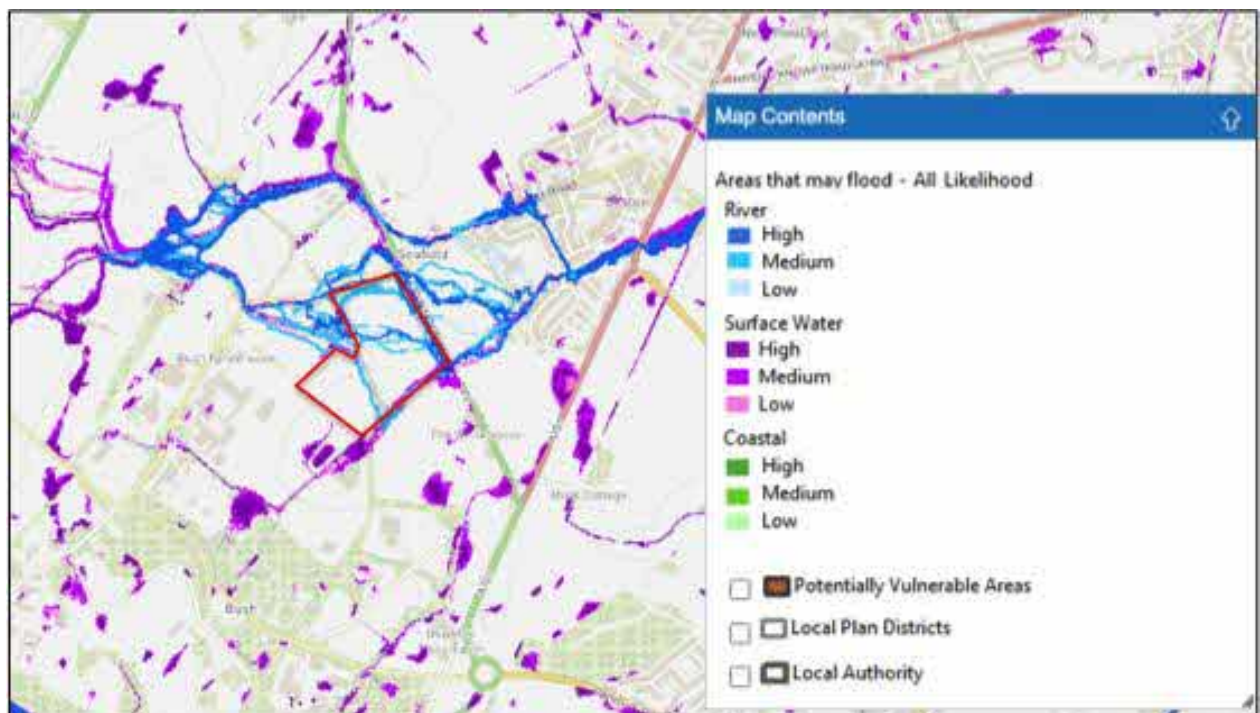 Map Contents
Areas that may flood - All Likelihood
River
High
Medium
Low
Surface Water
High
Medium
Low
Coastal
High
Medium
Low
Potentially Vulnerable Areas
Local Plan Districts
Local Authority
Seafield
Bush